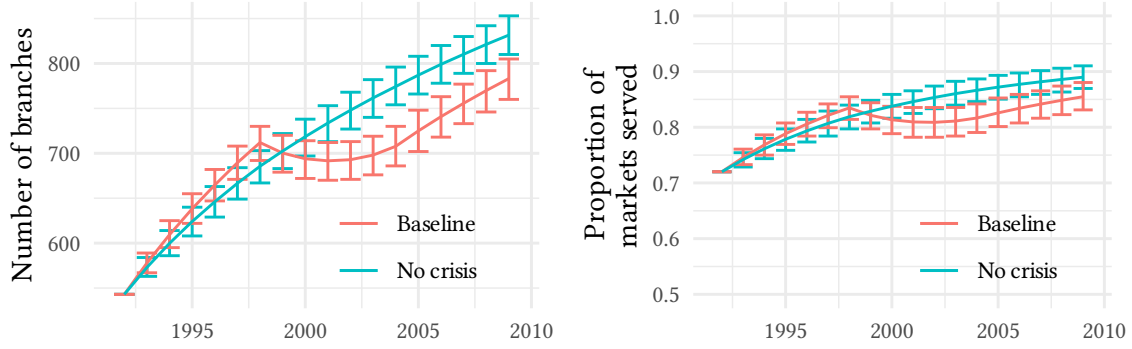 Number of branches
800
700
600
1995
2000
2005
2010
Baseline
No crisis
Proportion of
markets served
1.0
0.9
0.8
0.7
0.6
0.5
1995
2000
2005
2010
Baseline
No crisis